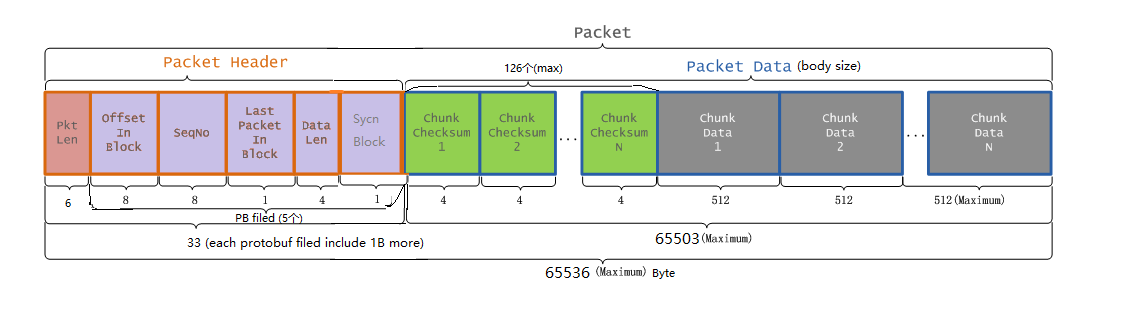 Packet
Packet Header
126个(max)
Packet Data (body size)
Pkt
Len
Offset
In
Block
SeqNo
Last
Packet
In
Block
Data
Len
Sycn
Block
Chunk
Checksum
1
Chunk
Checksum
2
...
Chunk
Checksum
N
Chunk
Data
1
Chunk
Data
2
...
Chunk
Data
N
6
8
8
1
4
1
4
4
4
512
512
512(Maximum)
PB filed (5个)
33 (each protobuf filed include 1B more)
65503(Maximum)
65536 (Maximum) Byte